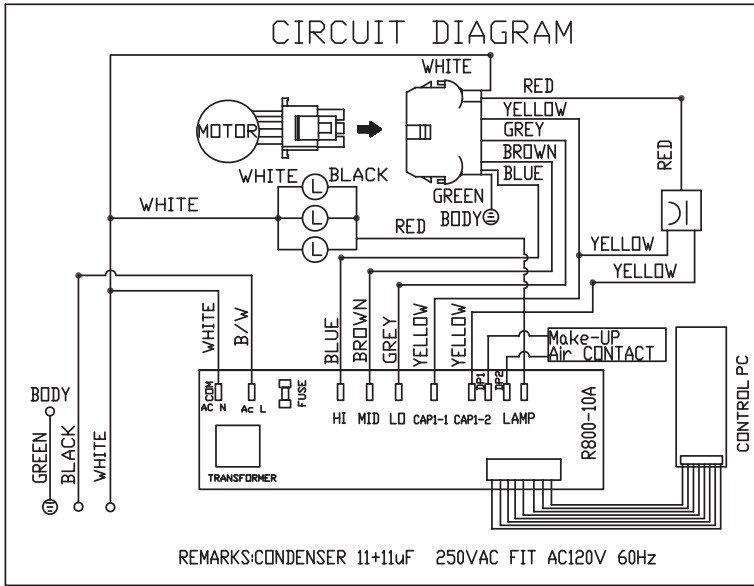 CIRCUIT DIAGRAM
WHITE
RED
YELLOW
GREY
BROWN
BLUE
MOTOR
RED
WHITE
BLACK
L
L
L
WHITE
GREEN
BODY
RED
YELLOW
YELLOW
WHITE
B/W
BLUE
BROWN
GREY
YELLOW
YELLOW
Make-UP
Air CONTACT
BODY
GREEN
BLACK
WHITE
COM
AC N
Ac L
FUSE
HI
MID
LO
CAP1-1
CAP1-2
DP1
DP2
LAMP
R800-10A
TRANSFORMER
CONTROL PC
REMARKS:CONDENSER 11+11uF 250VAC FIT AC120V 60Hz